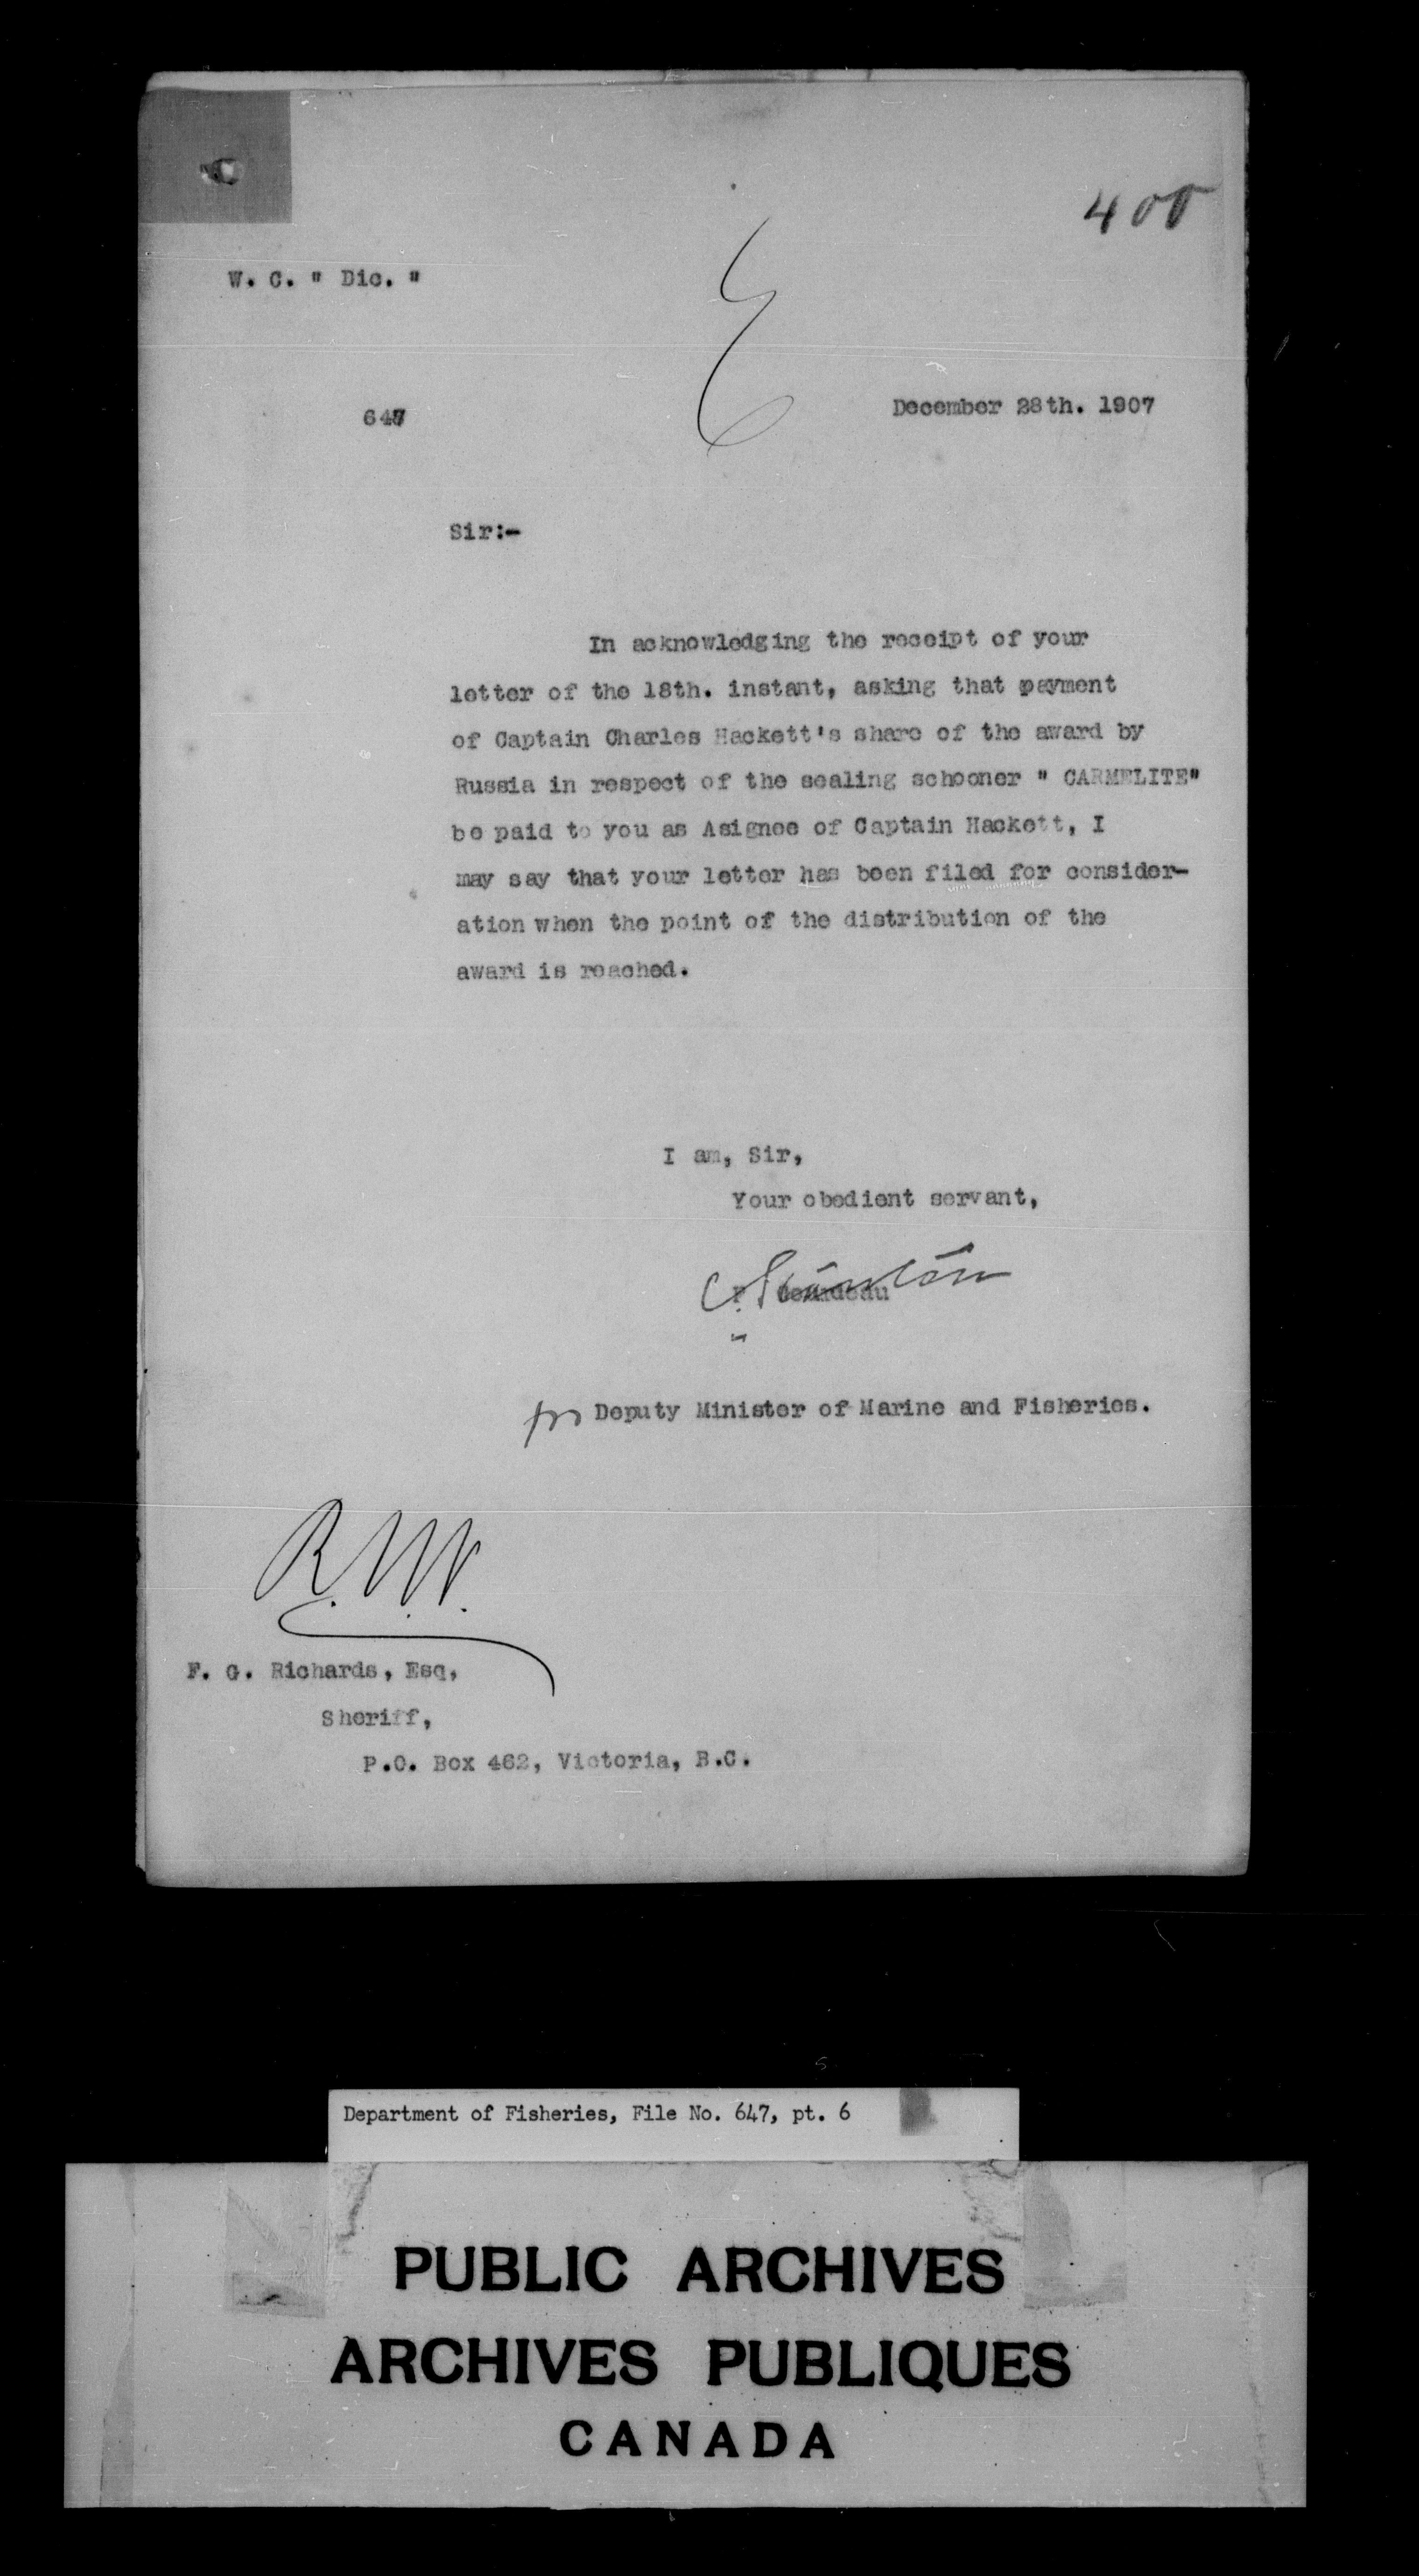 400
W. C. " Dic. "
E
647
December 28th. 1907
Sir:-
In acknowledging the receipt of your
letter of the 18th. instant, asking that payment
of Captain Charles Hackett's share of the award by
Russia in respect of the sealing schooner " CARMELITE"
be paid to you as Asignee of Captain Hackett, I
may say that your letter has been filed for consider-
ation when the point of the distribution of the
award is reached.
I am, Sir,
Your obedient servant,
C. Stanton
for Deputy Minister of Marine and Fisheries.
F. G. Richards, Esq,
Sheriff,
P.O. Box 462, Victoria, B.C.
Department of Fisheries, File No. 647, pt. 6
PUBLIC ARCHIVES
ARCHIVES PUBLIQUES
CANADA